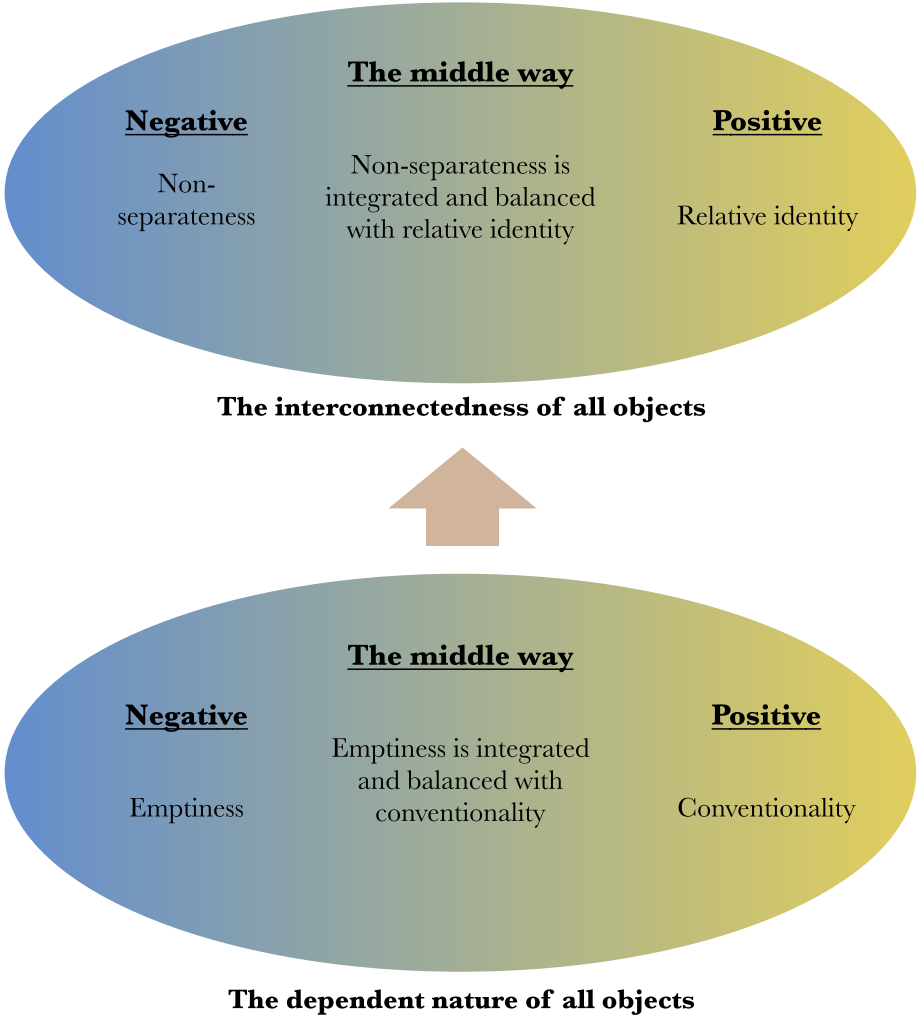 The middle way
Negative
Positive
Non-
separateness
Non-separateness is
integrated and balanced
with relative identity
Relative identity
The interconnectedness of all objects
The middle way
Negative
Positive
Emptiness
Emptiness is integrated
and balanced with
conventionality
Conventionality
The dependent nature of all objects